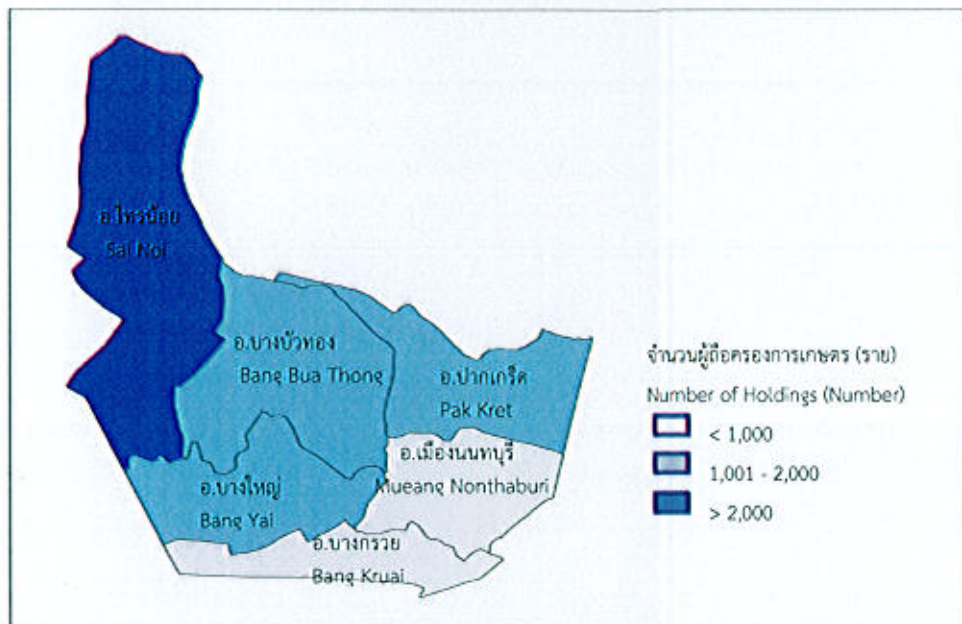 อ.ไทรน้อย
Sai Noi
อ.บางบัวทอง
Bang Bua Thong
อ.ปากเกร็ด
Pak Kret
อ.เมืองนนทบุรี
Mueang Nonthaburi
อ.บางใหญ่
Bang Yai
อ.บางกรวย
Bang Kruai
จำนวนผู้ถือครองการเกษตร (ราย)
Number of Holdings (Number)
< 1,000
1,001 - 2,000
> 2,000